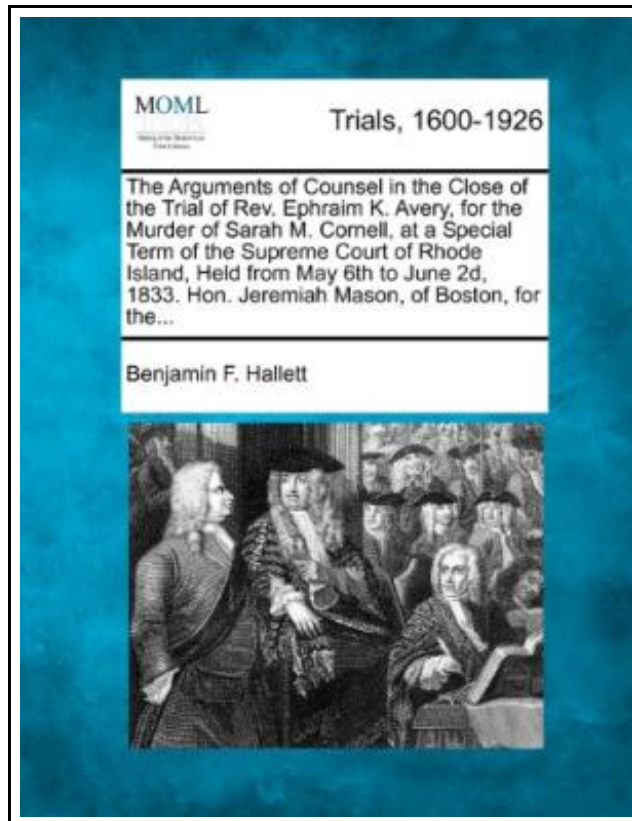 MOML
Trials, 1600-1926
The Arguments of Counsel in the Close of
the Trial of Rev. Ephraim K. Avery, for the
Murder of Sarah M. Cornell, at a Special
Term of the Supreme Court of Rhode
Island, Held from May 6th to June 2d,
1833. Hon. Jeremiah Mason, of Boston, for
the...
Benjamin F. Hallett